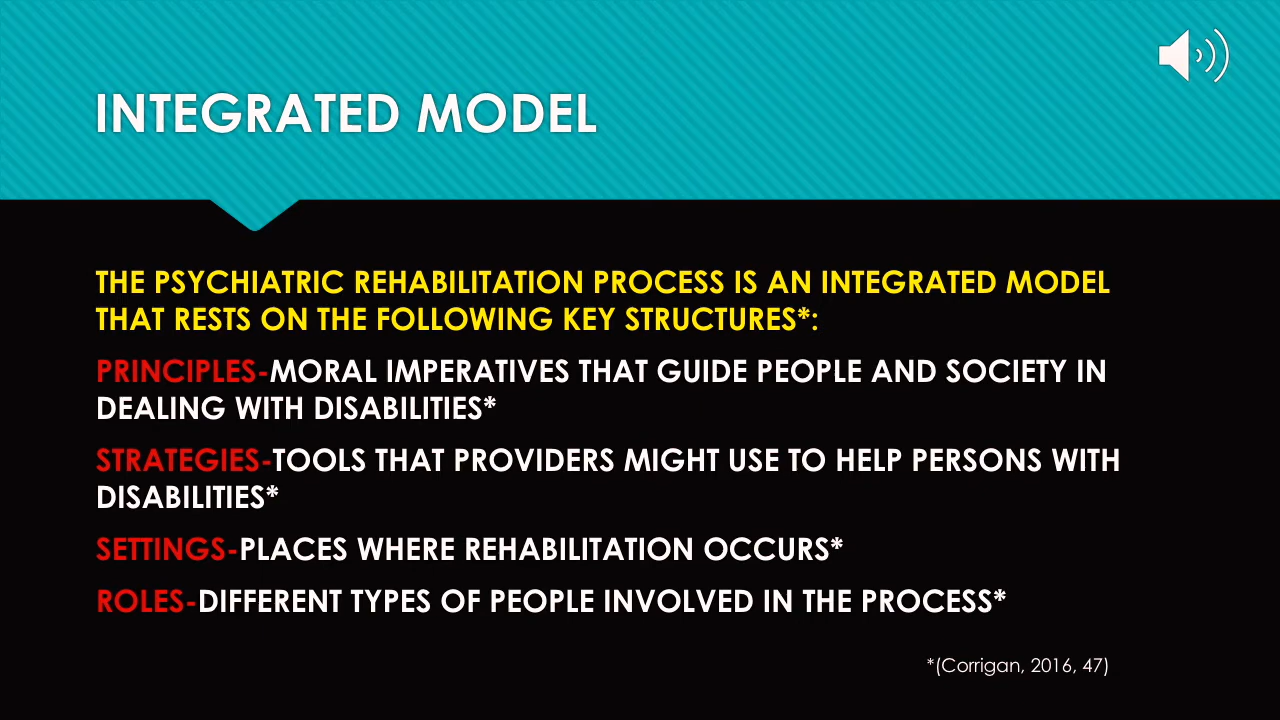 INTEGRATED MODEL
THE PSYCHIATRIC REHABILITATION PROCESS IS AN INTEGRATED MODEL
THAT RESTS ON THE FOLLOWING KEY STRUCTURES*:
PRINCIPLES-MORAL IMPERATIVES THAT GUIDE PEOPLE AND SOCIETY IN
DEALING WITH DISABILITIES*
STRATEGIES-TOOLS THAT PROVIDERS MIGHT USE TO HELP PERSONS WITH
DISABILITIES*
SETTINGS-PLACES WHERE REHABILITATION OCCURS*
ROLES-DIFFERENT TYPES OF PEOPLE INVOLVED IN THE PROCESS*
*(Corrigan, 2016, 47)